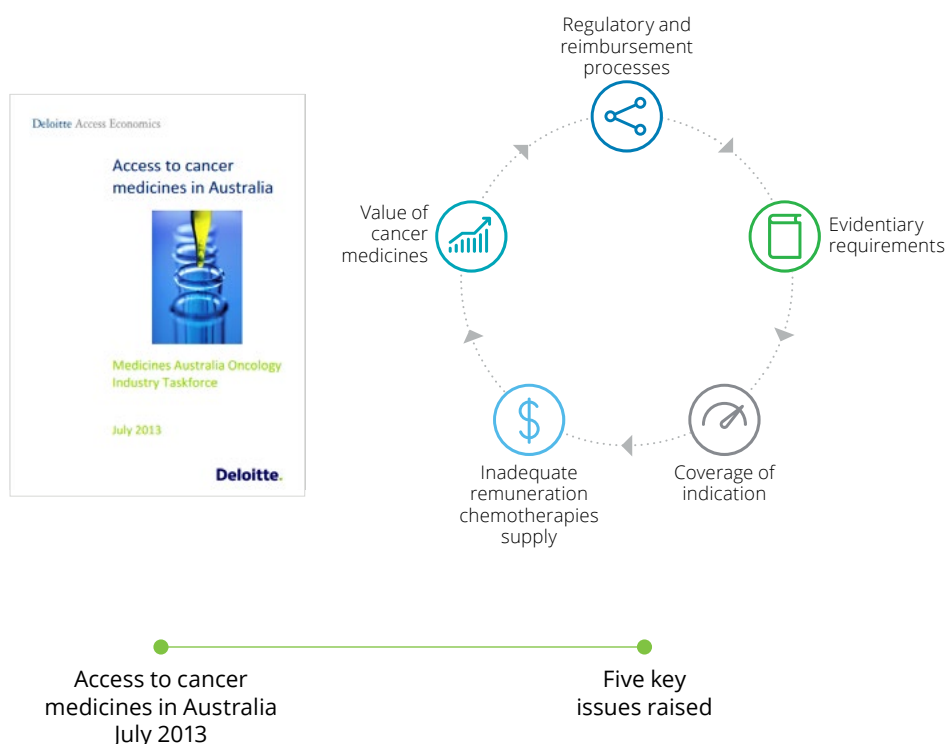 Deloitte Access Economics
Access to cancer
medicines in Australia
Medicines Australia Oncology
Industry Taskforce
July 2013
Deloitte.
Regulatory and
reimbursement
processes
Evidentiary
requirements
Coverage of
indication
Inadequate
remuneration
chemotherapies
supply
Value of
cancer
medicines
Access to cancer
medicines in Australia
July 2013
Five key
issues raised